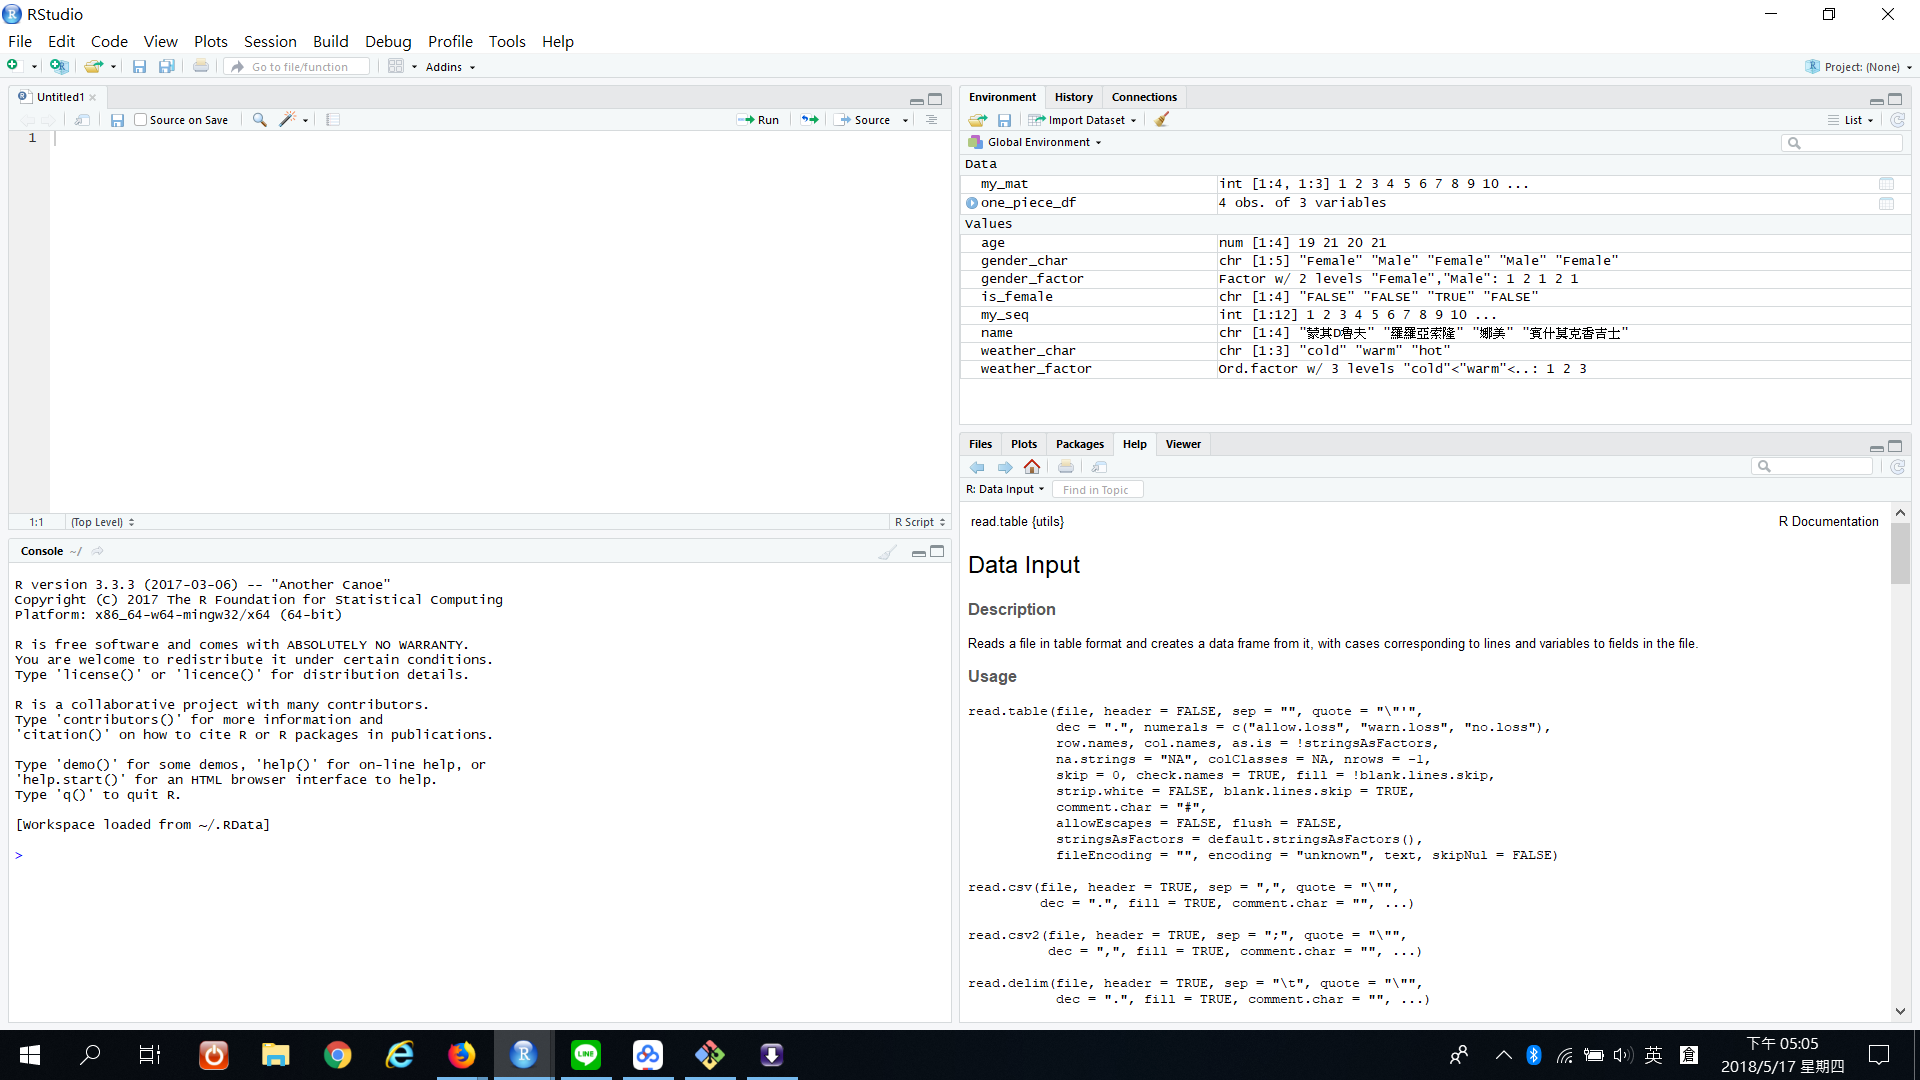 RStudio
File Edit Code View Plots Session Build Debug Profile Tools Help
Go to file/function Addins Project: (None)
Untitled1
Source on Save Run Source
1
1:1 (Top Level) R Script
Console ~/
R version 3.3.3 (2017-03-06) -- "Another Canoe"
Copyright (C) 2017 The R Foundation for Statistical Computing
Platform: x86_64-w64-mingw32/x64 (64-bit)
R is free software and comes with ABSOLUTELY NO WARRANTY.
You are welcome to redistribute it under certain conditions.
Type 'license()' or 'licence()' for distribution details.
R is a collaborative project with many contributors.
Type 'contributors()' for more information and
'citation()' on how to cite R or R packages in publications.
Type 'demo()' for some demos, 'help()' for on-line help, or
'help.start()' for an HTML browser interface to help.
Type 'q()' to quit R.
[Workspace loaded from ~/.RData]
>
Environment History Connections
Import Dataset List
Global Environment
Data
my_mat int [1:4, 1:3] 1 2 3 4 5 6 7 8 9 10 ...
one_piece_df 4 obs. of 3 variables
Values
age num [1:4] 19 21 20 21
gender_char chr [1:5] "Female" "Male" "Female" "Male" "Female"
gender_factor Factor w/ 2 levels "Female","Male": 1 2 1 2 1
is_female chr [1:4] "FALSE" "FALSE" "TRUE" "FALSE"
my_seq int [1:12] 1 2 3 4 5 6 7 8 9 10 ...
name chr [1:4] "蒙其D魯夫" "羅羅亞索隆" "娜美" "賓什莫克香吉士"
weather_char chr [1:3] "cold" "warm" "hot"
weather_factor Ord.factor w/ 3 levels "cold"<"warm"<..: 1 2 3
Files Plots Packages Help Viewer
R: Data Input Find in Topic
read.table {utils} R Documentation
Data Input
Description
Reads a file in table format and creates a data frame from it, with cases corresponding to lines and variables to fields in the file.
Usage
read.table(file, header = FALSE, sep = "", quote = "\"'",
dec = ".", numerals = c("allow.loss", "warn.loss", "no.loss"),
row.names, col.names, as.is = !stringsAsFactors,
na.strings = "NA", colClasses = NA, nrows = -1,
skip = 0, check.names = TRUE, fill = !blank.lines.skip,
strip.white = FALSE, blank.lines.skip = TRUE,
comment.char = "#",
allowEscapes = FALSE, flush = FALSE,
stringsAsFactors = default.stringsAsFactors(),
fileEncoding = "", encoding = "unknown", text, skipNul = FALSE)
read.csv(file, header = TRUE, sep = ",", quote = "\"",
dec = ".", fill = TRUE, comment.char = "", ...)
read.csv2(file, header = TRUE, sep = ";", quote = "\"",
dec = ",", fill = TRUE, comment.char = "", ...)
read.delim(file, header = TRUE, sep = "\t", quote = "\"",
dec = ".", fill = TRUE, comment.char = "", ...)
LINE
英 倉
下午 05:05
2018/5/17 星期四